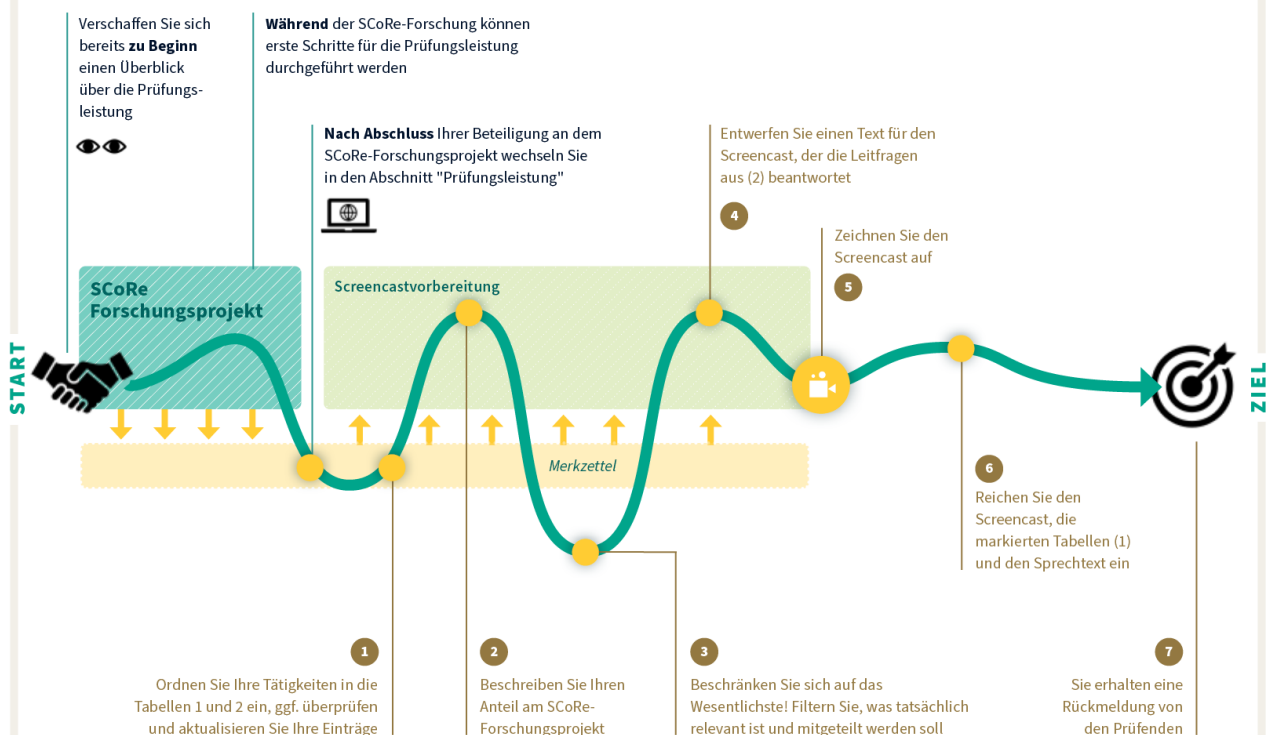 Verschaffen Sie sich
bereits zu Beginn
einen Überblick
über die Prüfungs-
leistung
Während der SCoRe-Forschung können
erste Schritte für die Prüfungsleistung
durchgeführt werden
Nach Abschluss Ihrer Beteiligung an dem
SCoRe-Forschungsprojekt wechseln Sie
in den Abschnitt "Prüfungsleistung"
Entwerfen Sie einen Text für den
Screencast, der die Leitfragen
aus (2) beantwortet
4
Zeichnen Sie den
Screencast auf
5
SCoRe
Forschungsprojekt
Screencastvorbereitung
START
ZIEL
Merkzettel
6
Reichen Sie den
Screencast, die
markierten Tabellen (1)
und den Sprechtext ein
1
Ordnen Sie Ihre Tätigkeiten in die
Tabellen 1 und 2 ein, ggf. überprüfen
und aktualisieren Sie Ihre Einträge
2
Beschreiben Sie Ihren
Anteil am SCoRe-
Forschungsprojekt
3
Beschränken Sie sich auf das
Wesentlichste! Filtern Sie, was tatsächlich
relevant ist und mitgeteilt werden soll
7
Sie erhalten eine
Rückmeldung von
den Prüfenden